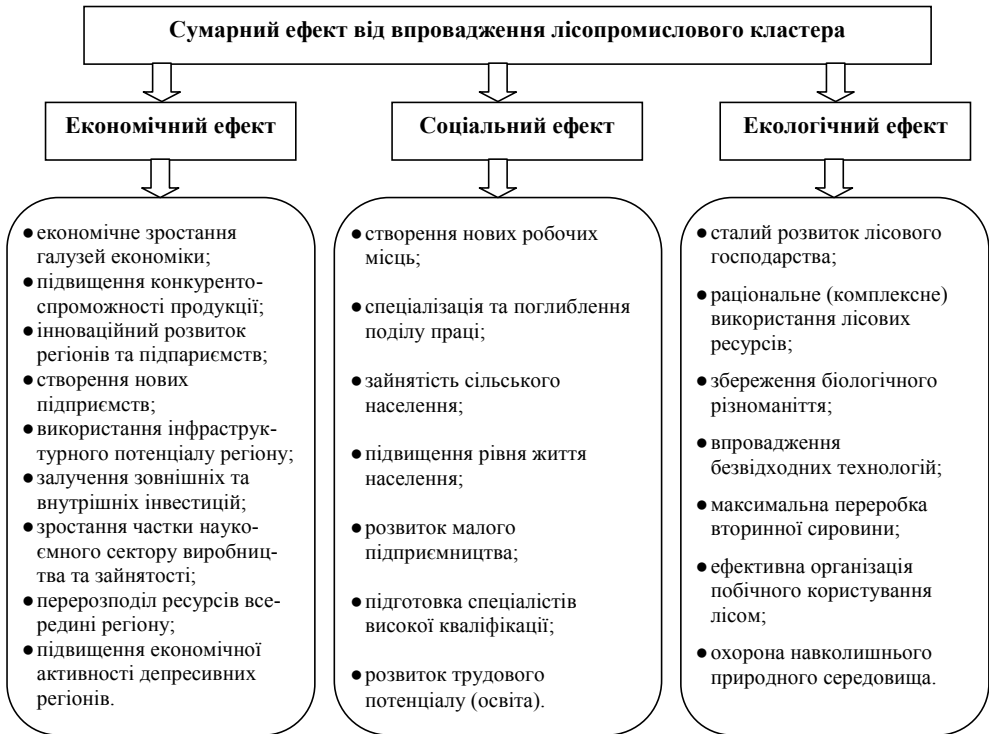 Сумарний ефект від впровадження лісопромислового кластера
Економічний ефект
● економічне зростання
галузей економіки;
● підвищення конкуренто-
спроможності продукції;
● інноваційний розвиток
регіонів та підпариємств;
● створення нових
підприємств;
● використання інфраструк-
турного потенціалу регіону;
● залучення зовнішніх та
внутрішніх інвестицій;
● зростання частки науко-
ємного сектору виробниц-
тва та зайнятості;
● перерозподіл ресурсів все-
редині регіону;
● підвищення економічної
активності депресивних
регіонів.
Соціальний ефект
● створення нових робочих
місць;
● спеціалізація та поглиблення
поділу праці;
● зайнятість сільського
населення;
● підвищення рівня життя
населення;
● розвиток малого
підприємництва;
● підготовка спеціалістів
високої кваліфікації;
● розвиток трудового
потенціалу (освіта).
Екологічний ефект
● сталий розвиток лісового
господарства;
● раціональне (комплексне)
використання лісових
ресурсів;
● збереження біологічного
різноманіття;
● впровадження
безвідходних технологій;
● максимальна переробка
вторинної сировини;
● ефективна організація
побічного користування
лісом;
● охорона навколишнього
природного середовища.